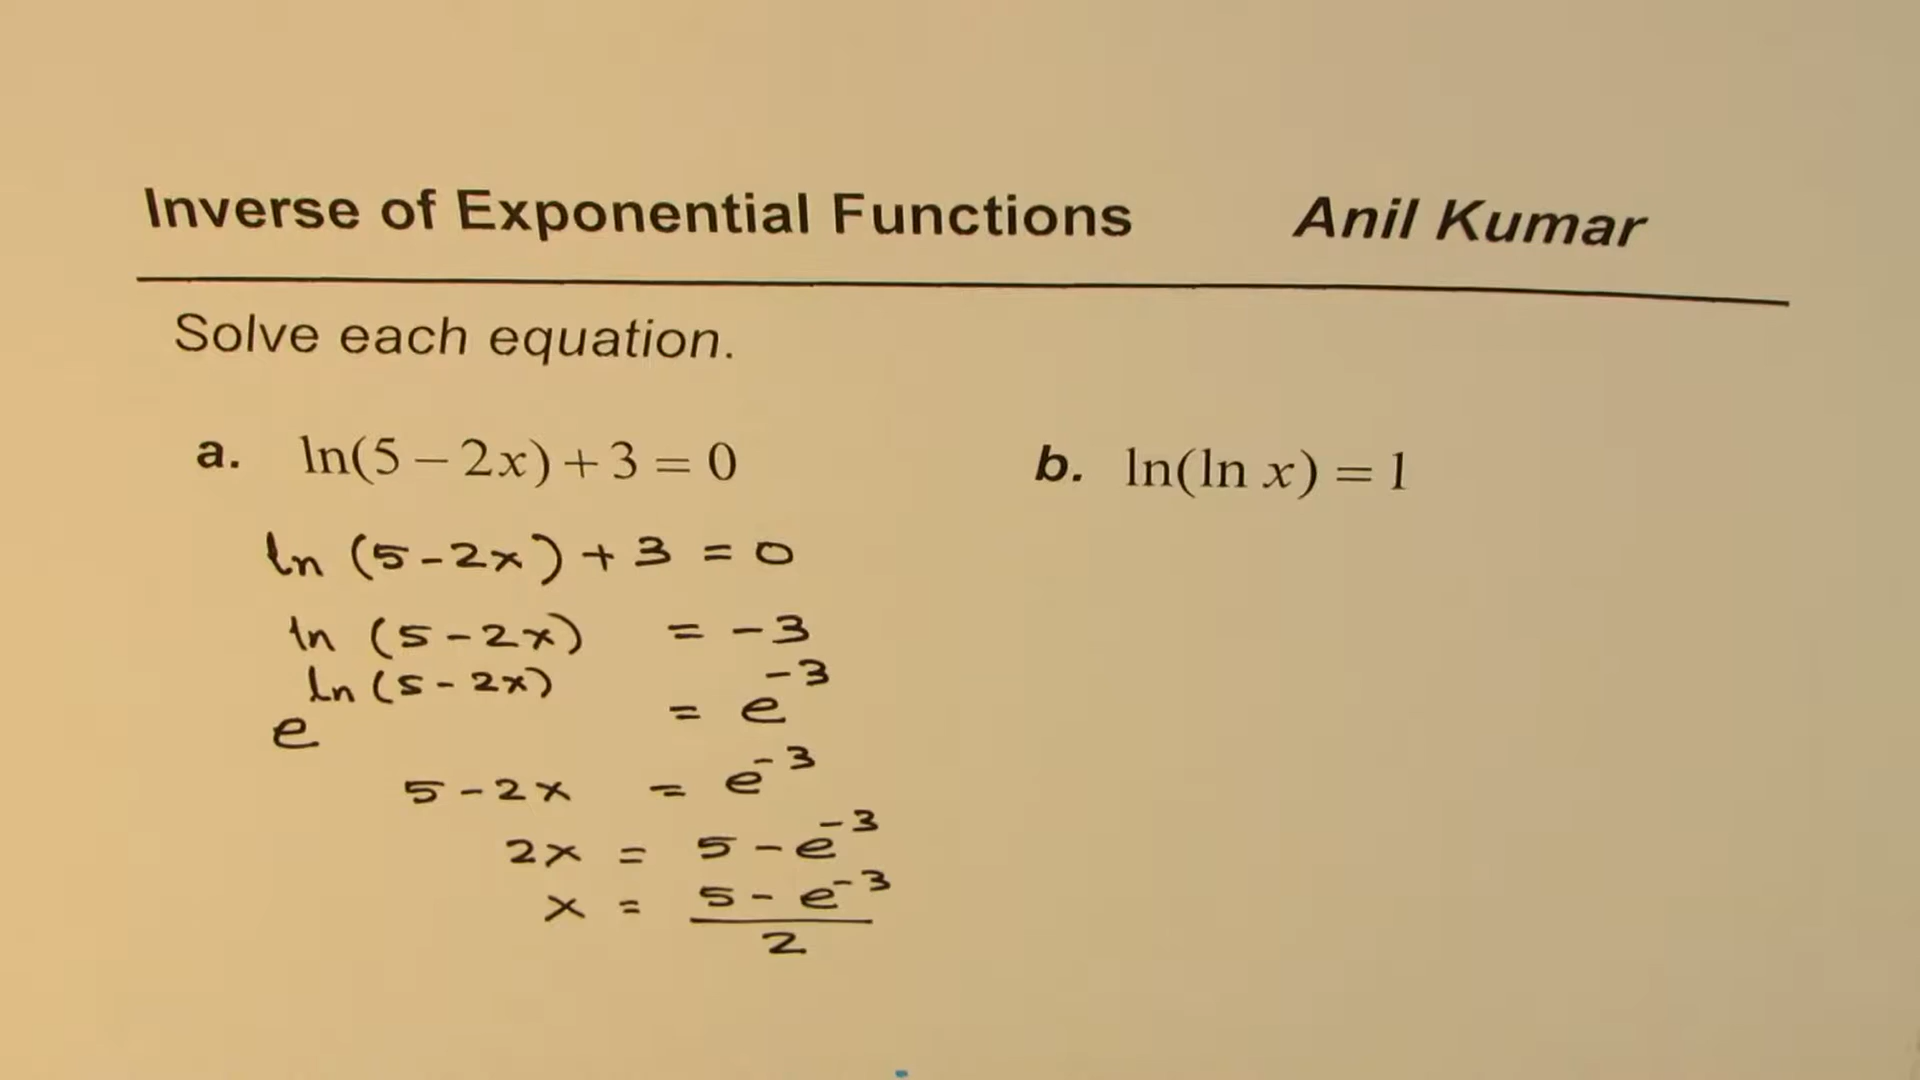 Inverse of Exponential Functions Anil Kumar
Solve each equation.
a. ln(5 – 2x) + 3 = 0
b. ln(ln x) = 1
ln (5 - 2x) + 3 = 0
ln (5 - 2x) = -3
e^ln (5 - 2x) = e^-3
5 - 2x = e^-3
2x = 5 - e^-3
x = (5 - e^-3)/2